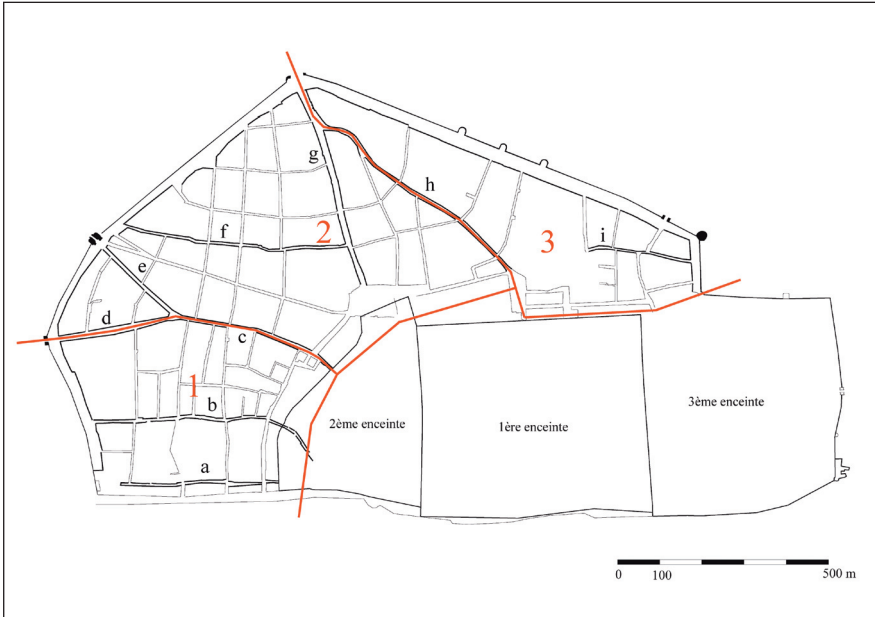 g
h
f
2
3
i
e
d
c
1
b
a
2ème enceinte
1ère enceinte
3ème enceinte
0 100 500 m